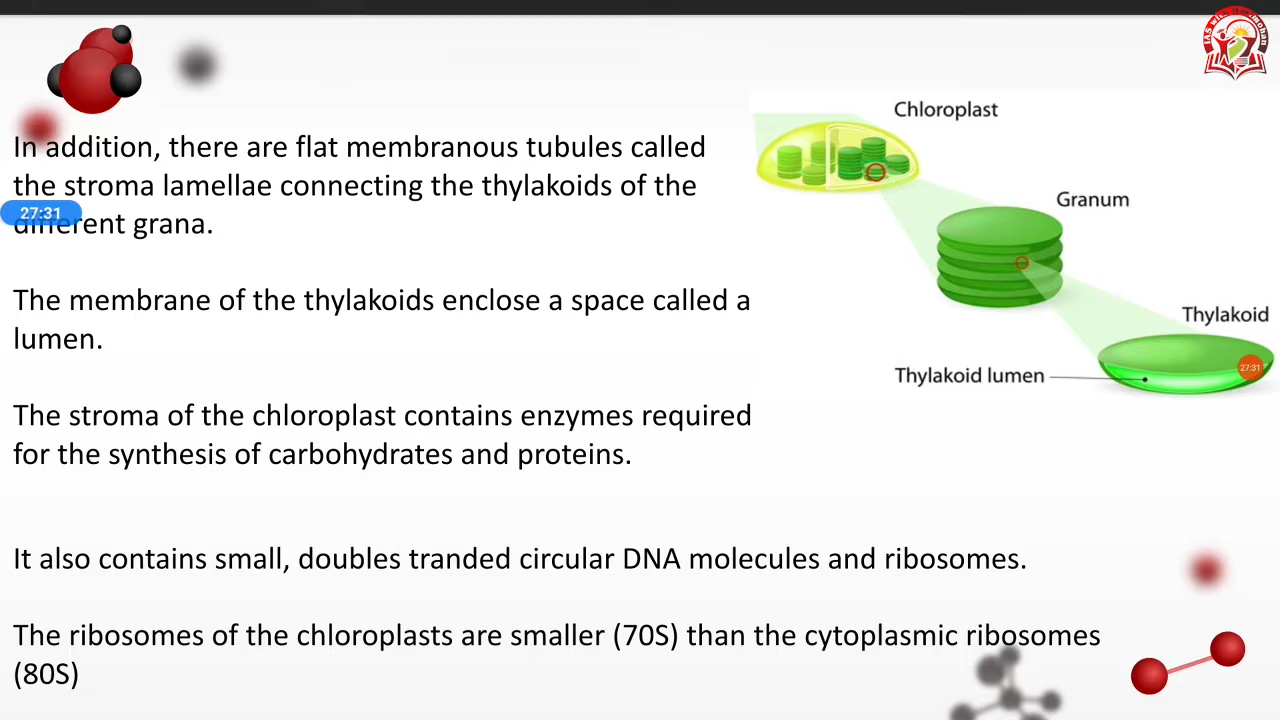 In addition, there are flat membranous tubules called
the stroma lamellae connecting the thylakoids of the
different grana.
27:31
The membrane of the thylakoids enclose a space called a
lumen.
The stroma of the chloroplast contains enzymes required
for the synthesis of carbohydrates and proteins.
It also contains small, doubles tranded circular DNA molecules and ribosomes.
The ribosomes of the chloroplasts are smaller (70S) than the cytoplasmic ribosomes
(80S)
Chloroplast
Granum
Thylakoid
27:31
Thylakoid lumen